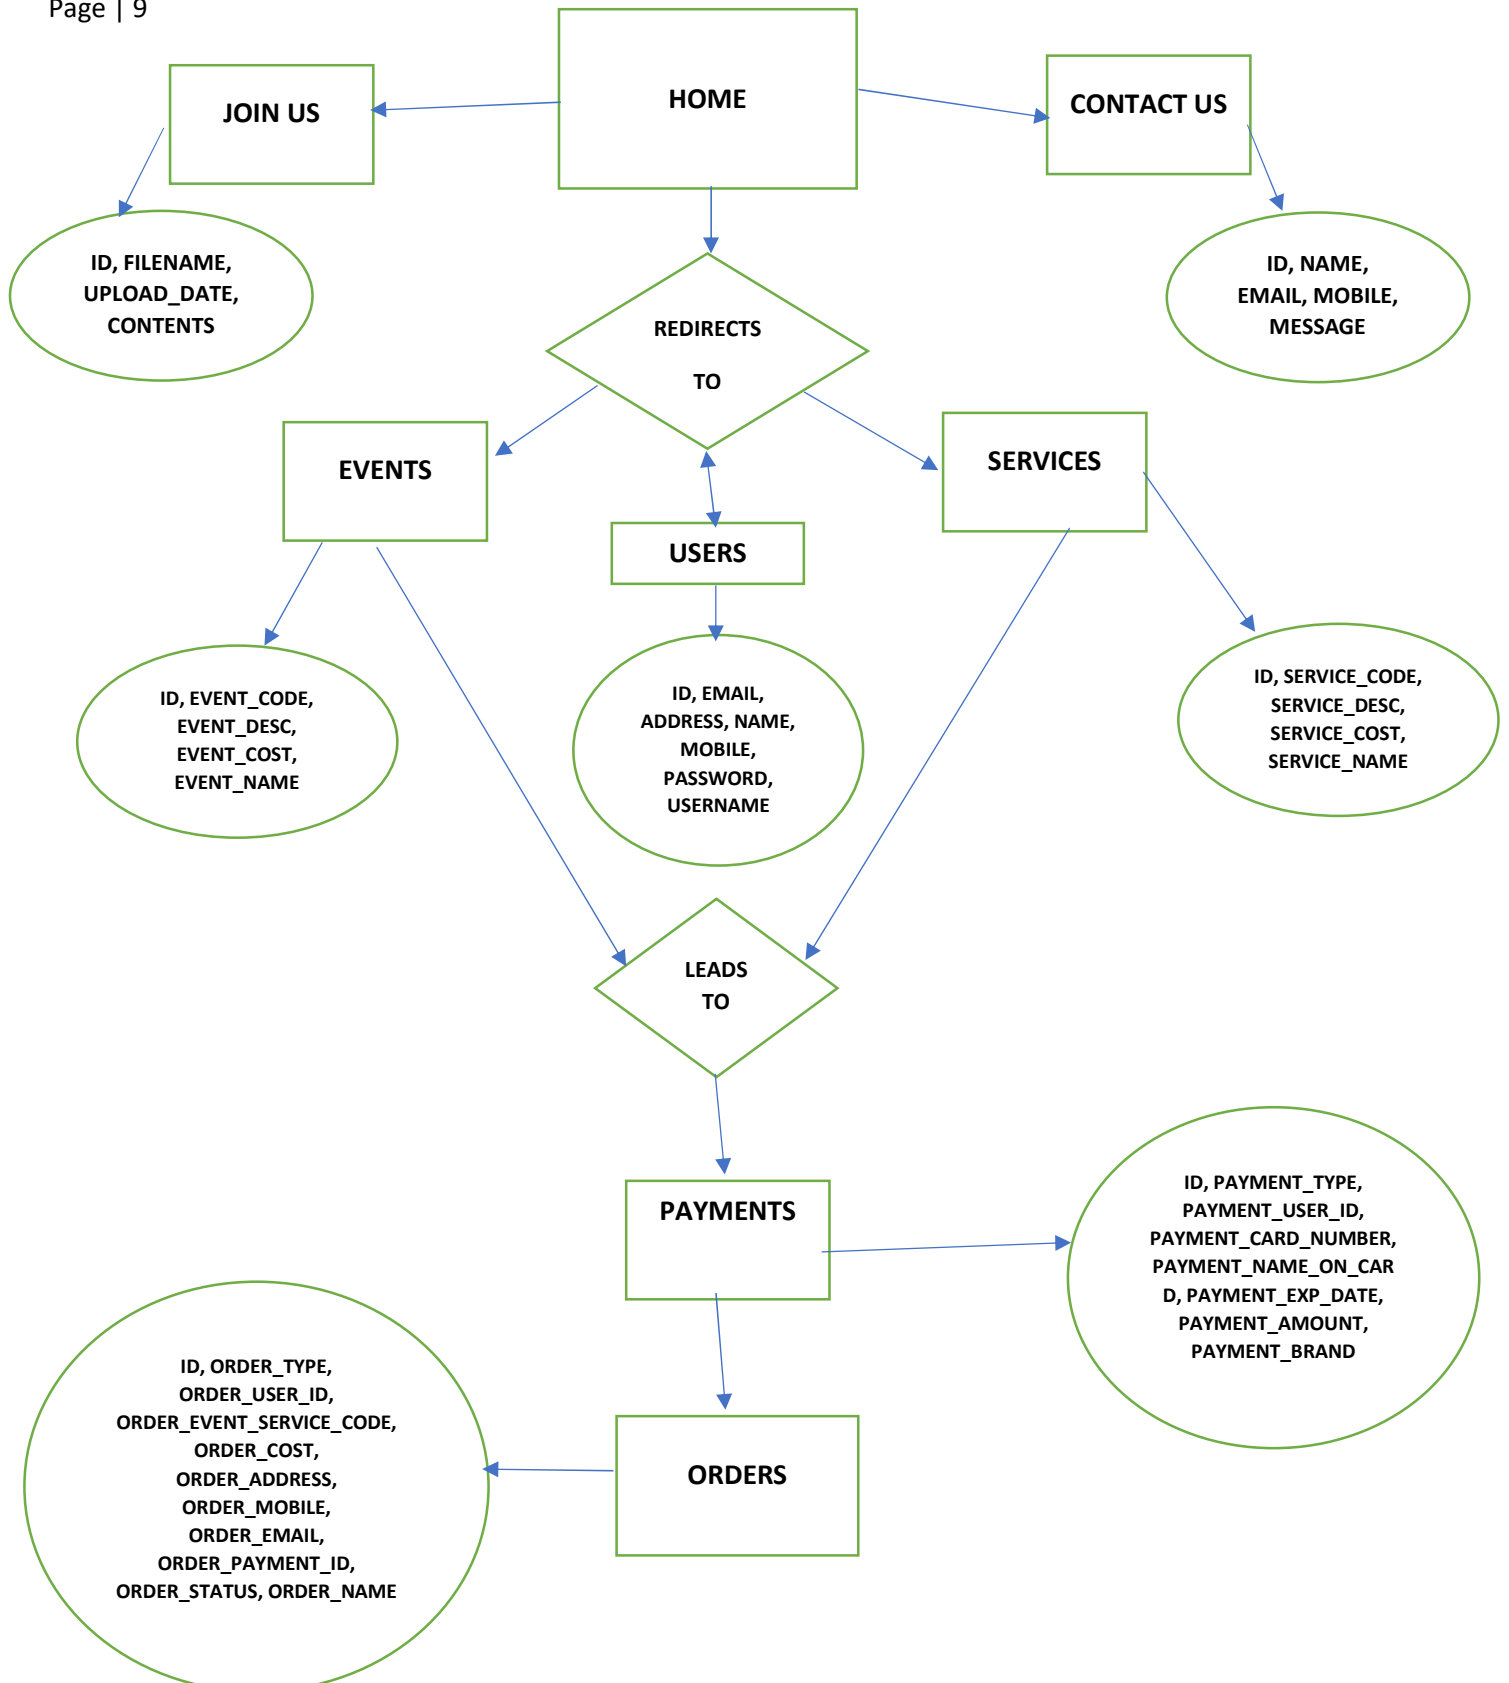 Page | 9
HOME
JOIN US
CONTACT US
ID, FILENAME,
UPLOAD_DATE,
CONTENTS
ID, NAME,
EMAIL, MOBILE,
MESSAGE
REDIRECTS
TO
EVENTS
SERVICES
USERS
ID, EVENT_CODE,
EVENT_DESC,
EVENT_COST,
EVENT_NAME
ID, EMAIL,
ADDRESS, NAME,
MOBILE,
PASSWORD,
USERNAME
ID, SERVICE_CODE,
SERVICE_DESC,
SERVICE_COST,
SERVICE_NAME
LEADS
TO
PAYMENTS
ID, PAYMENT_TYPE,
PAYMENT_USER_ID,
PAYMENT_CARD_NUMBER,
PAYMENT_NAME_ON_CAR
D, PAYMENT_EXP_DATE,
PAYMENT_AMOUNT,
PAYMENT_BRAND
ID, ORDER_TYPE,
ORDER_USER_ID,
ORDER_EVENT_SERVICE_CODE,
ORDER_COST,
ORDER_ADDRESS,
ORDER_MOBILE,
ORDER_EMAIL,
ORDER_PAYMENT_ID,
ORDER_STATUS, ORDER_NAME
ORDERS